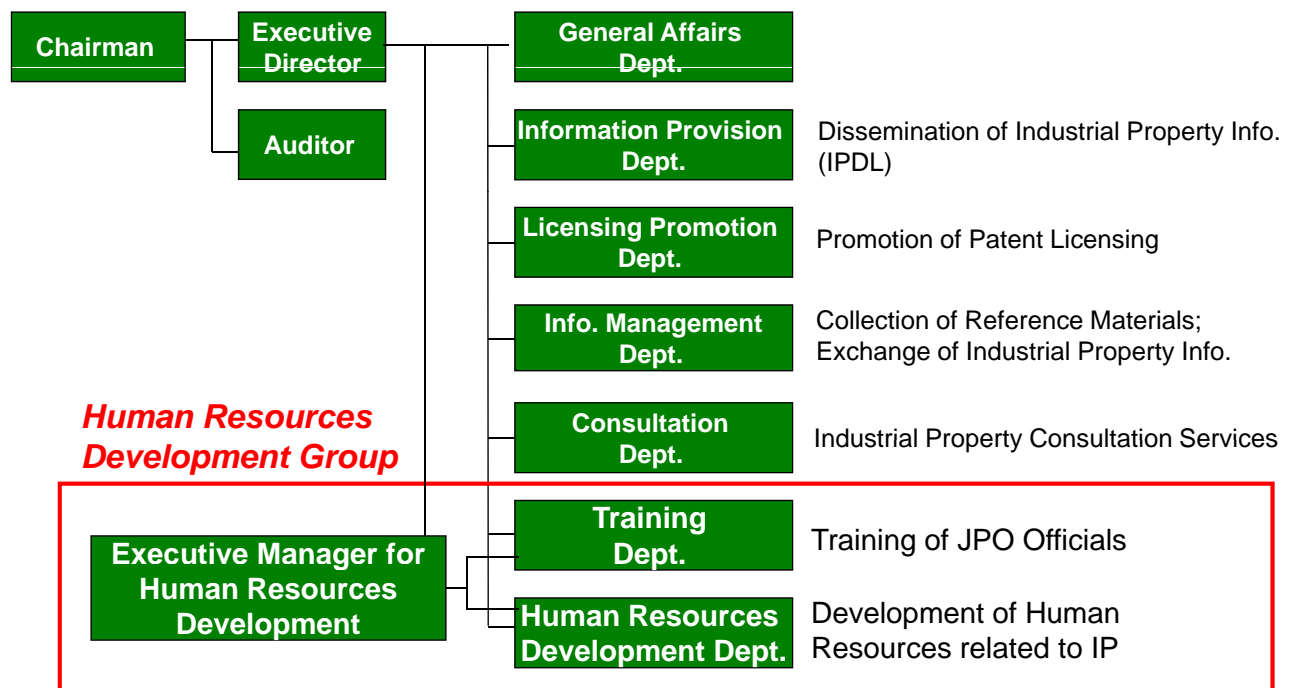 Chairman
Executive
Director
Auditor
General Affairs
Dept.
Information Provision
Dept.
Dissemination of Industrial Property Info.
(IPDL)
Licensing Promotion
Dept.
Promotion of Patent Licensing
Info. Management
Dept.
Collection of Reference Materials;
Exchange of Industrial Property Info.
Consultation
Dept.
Industrial Property Consultation Services
Human Resources
Development Group
Executive Manager for
Human Resources
Development
Training
Dept.
Training of JPO Officials
Human Resources
Development Dept.
Development of Human
Resources related to IP